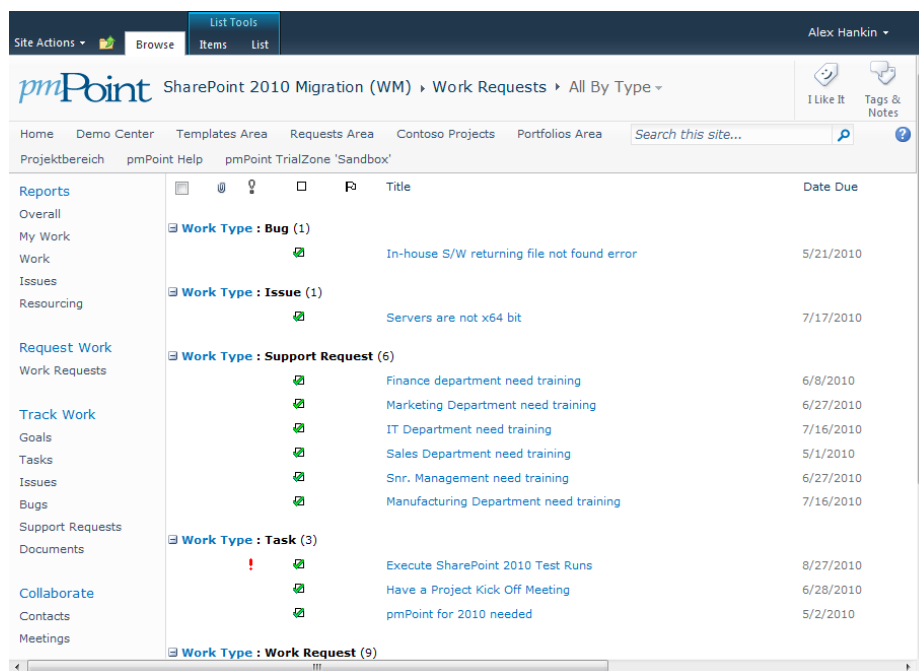 List Tools
Site Actions Browse Items List Alex Hankin
pmPoint SharePoint 2010 Migration (WM) Work Requests All By Type
I Like It Tags & Notes
Home Demo Center Templates Area Requests Area Contoso Projects Portfolios Area Search this site...
Projektbereich pmPoint Help pmPoint TrialZone 'Sandbox'
Reports
Overall
My Work
Work
Issues
Resourcing
Request Work
Work Requests
Track Work
Goals
Tasks
Issues
Bugs
Support Requests
Documents
Collaborate
Contacts
Meetings
Title Date Due
Work Type : Bug (1)
In-house S/W returning file not found error 5/21/2010
Work Type : Issue (1)
Servers are not x64 bit 7/17/2010
Work Type : Support Request (6)
Finance department need training 6/8/2010
Marketing Department need training 6/27/2010
IT Department need training 7/16/2010
Sales Department need training 5/1/2010
Snr. Management need training 6/27/2010
Manufacturing Department need training 7/16/2010
Work Type : Task (3)
Execute SharePoint 2010 Test Runs 8/27/2010
Have a Project Kick Off Meeting 6/28/2010
pmPoint for 2010 needed 5/2/2010
Work Type : Work Request (9)